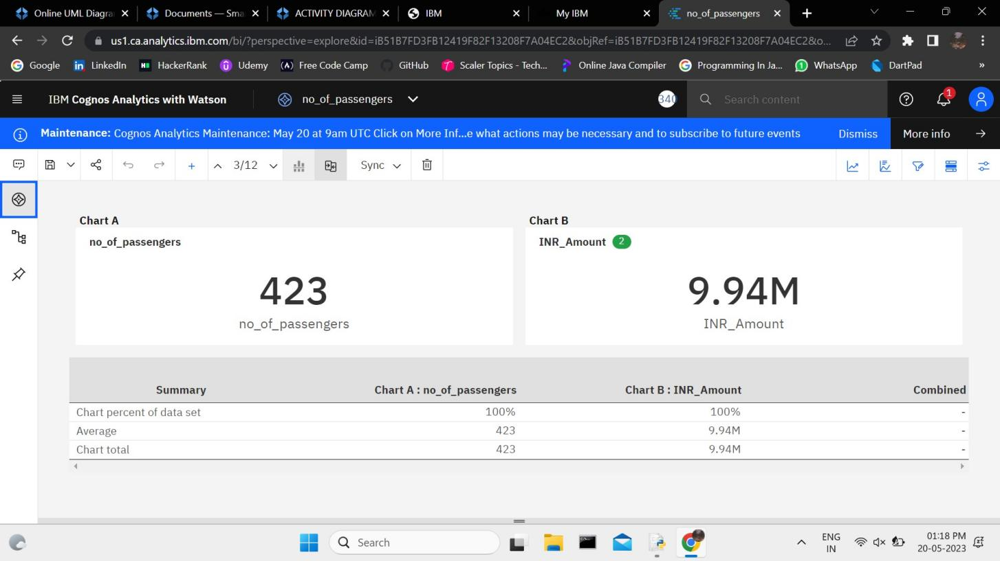 Online UML Diagra Documents — Sma ACTIVITY DIAGRAM IBM My IBM no_of_passengers
us1.ca.analytics.ibm.com/bi/?perspective=explore&id=iB51B7FD3FB12419F82F13208F7A04EC2&objRef=iB51B7FD3FB12419F82F13208F7A04EC2&o...
Google LinkedIn HackerRank Udemy Free Code Camp GitHub Scaler Topics - Tech... Online Java Compiler Programming In Ja... WhatsApp DartPad »
IBM Cognos Analytics with Watson no_of_passengers 340 Search content 1
Maintenance: Cognos Analytics Maintenance: May 20 at 9am UTC Click on More Inf...e what actions may be necessary and to subscribe to future events Dismiss More info
3/12 Sync
Chart A Chart B
no_of_passengers INR_Amount 2
423 9.94M
no_of_passengers INR_Amount
Summary Chart A : no_of_passengers Chart B : INR_Amount Combined
Chart percent of data set 100% 100% -
Average 423 9.94M -
Chart total 423 9.94M -
Search ENG 01:18 PM
IN 20-05-2023